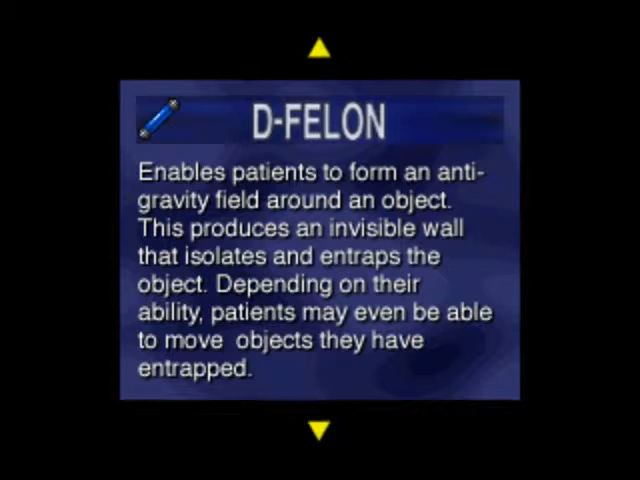 D-FELON
Enables patients to form an anti-
gravity field around an object.
This produces an invisible wall
that isolates and entraps the
object. Depending on their
ability, patients may even be able
to move  objects they have
entrapped.